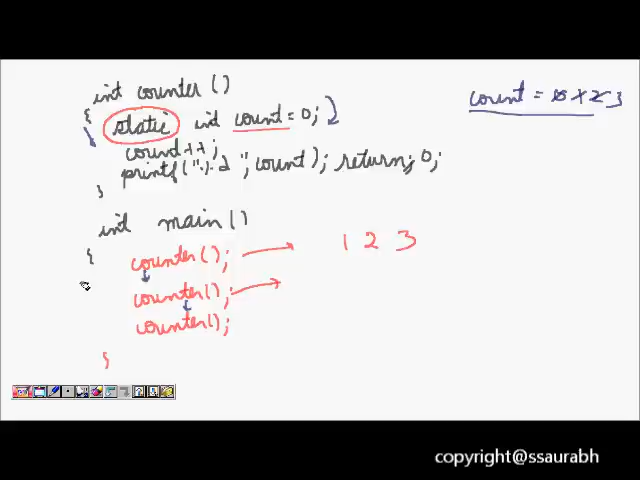 int counter ()
{
static int count = 0;
count++;
printf("%d", count); return; 0;
}
int main()
{
counter();
counter();
counter();
}
1 2 3
count = 0 1 2 3
copyright@ssaurabh